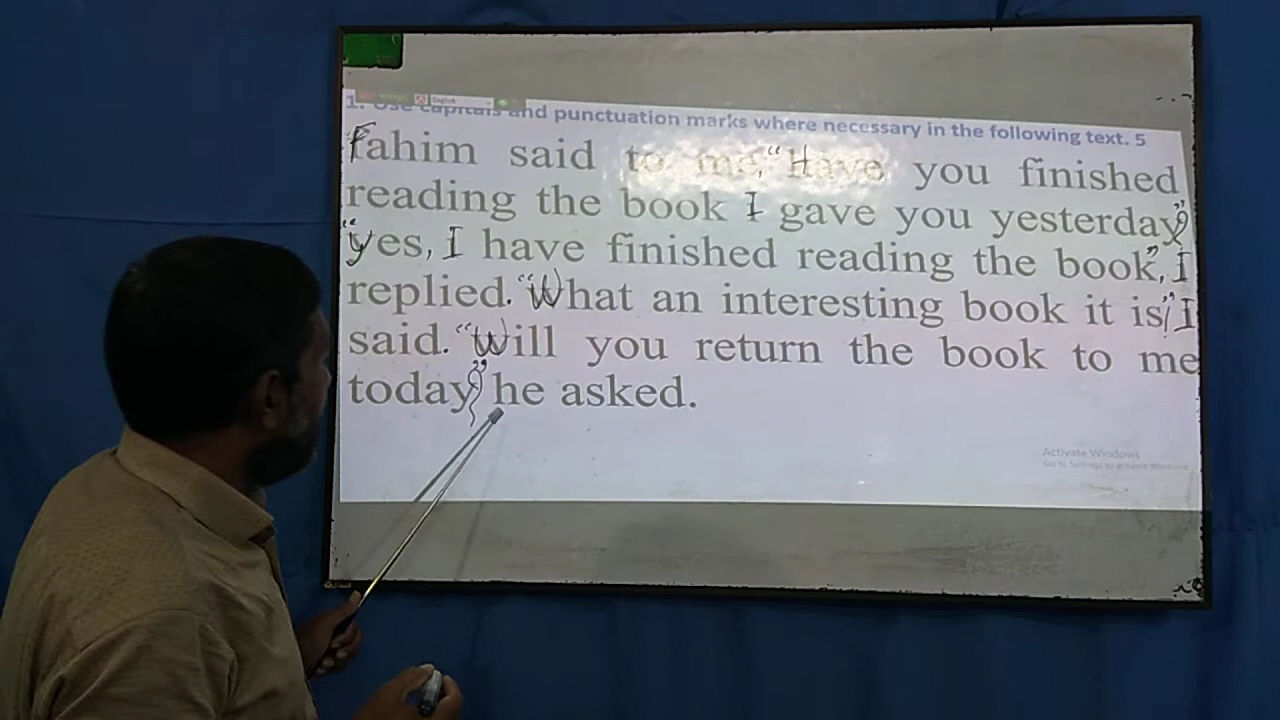 1. Use capitals and punctuation marks where necessary in the following text. 5
Fahim said to me, “Have you finished
reading the book I gave you yesterday?”
“Yes, I have finished reading the book”, I
replied. “What an interesting book it is”, I
said. “Will you return the book to me
today?” he asked.
Activate Windows
Go to Settings to activate Windows
English